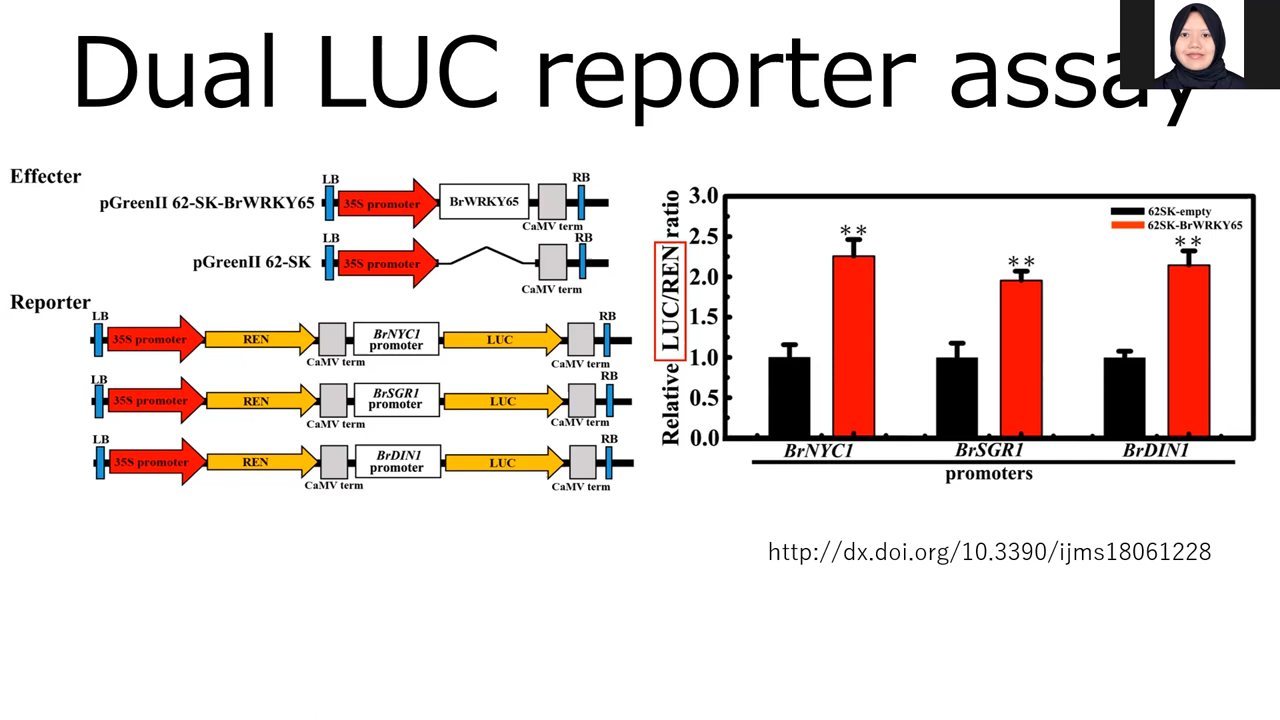 Dual LUC reporter assay
Effecter
LB
RB
pGreenII 62-SK-BrWRKY65
35S promoter
BrWRKY65
CaMV term
LB
RB
pGreenII 62-SK
35S promoter
CaMV term
Reporter
LB
RB
35S promoter
REN
BrNYC1
promoter
LUC
CaMV term
CaMV term
LB
RB
35S promoter
REN
BrSGR1
promoter
LUC
CaMV term
CaMV term
LB
RB
35S promoter
REN
BrDIN1
promoter
LUC
CaMV term
CaMV term
Relative LUC/REN ratio
3.0
2.5
2.0
1.5
1.0
0.5
0.0
62SK-empty
62SK-BrWRKY65
**
**
**
BrNYC1
BrSGR1
BrDIN1
promoters
http://dx.doi.org/10.3390/ijms18061228